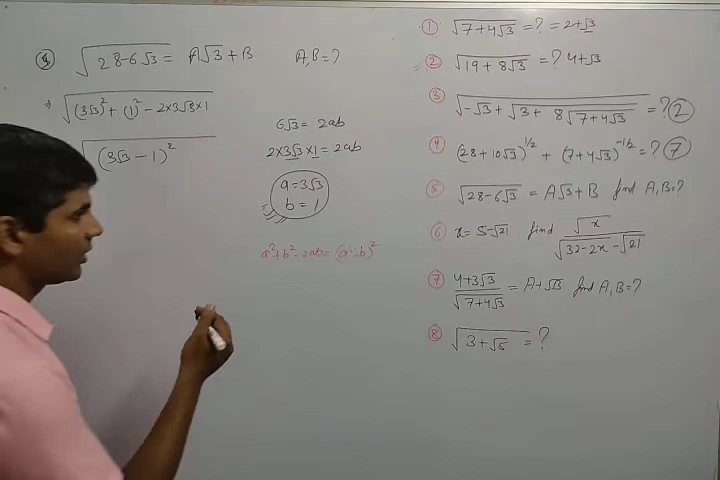 Q √(28-6√3) = A√3 + B A, B = ?
⇒ √((3√3)² + (1)² - 2×3√3×1)
√((3√3 - 1)²)
6√3 = 2ab
2×3√3×1 = 2ab
a = 3√3
b = 1
a² + b² - 2ab = (a-b)²
① √(7+4√3) = ? = 2+√3
② √(19+8√3) = ? 4+√3
③ √(-√3 + √(3 + 8√(7+4√3))) = ? ②
④ (28+10√3)^1/2 + (7+4√3)^-1/2 = ? ⑦
⑤ √(28-6√3) = A√3 + B find A, B = ?
⑥ x = 5-√21 find √x / √(32-2x) - √21
⑦ 4+3√3 / √(7+4√3) = A+√B find A, B = ?
⑧ √(3+√5) = ?